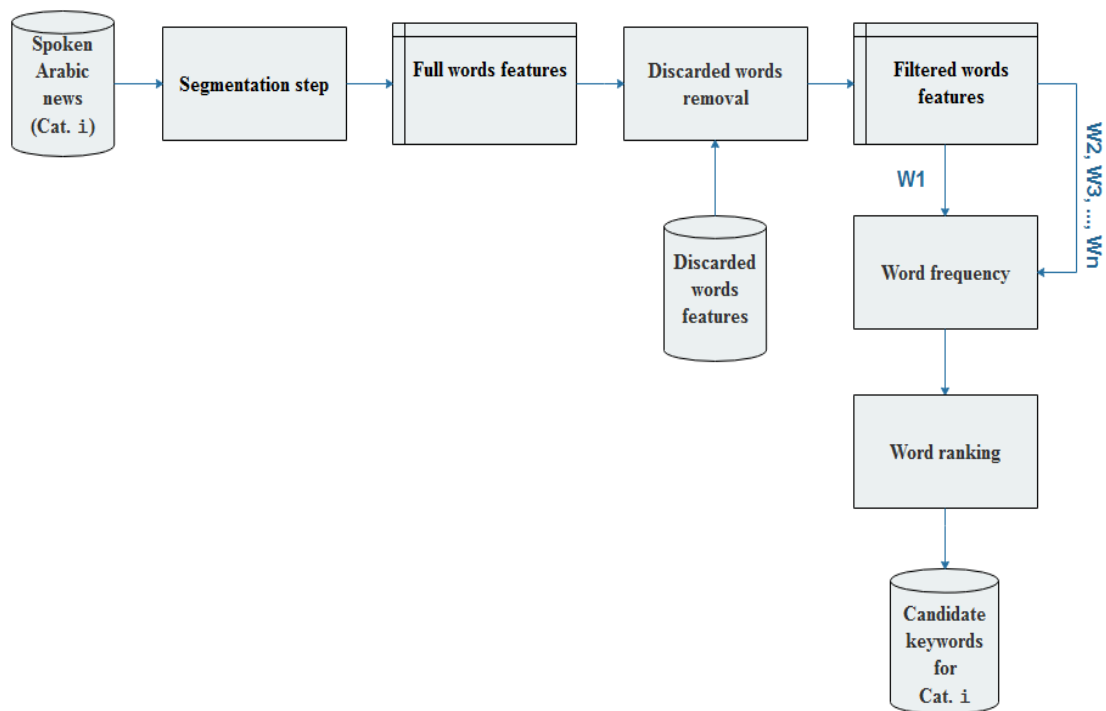 Spoken
Arabic
news
(Cat. i)
Segmentation step
Full words features
Discarded words
removal
Filtered words
features
W1
W2, W3, ..., Wn
Discarded
words
features
Word frequency
Word ranking
Candidate
keywords
for
Cat. i